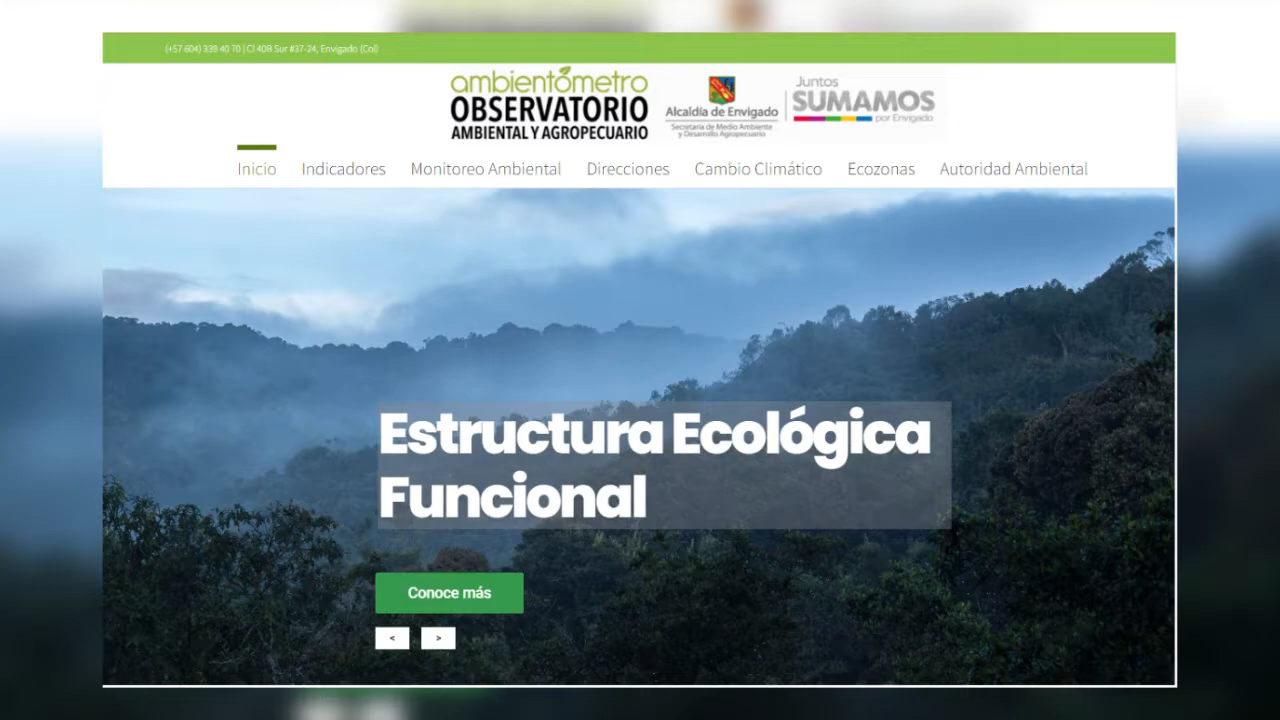 (+57 604) 339 40 70 | Cl 40B Sur #37-24, Envigado (Col)
ambientómetro
OBSERVATORIO
AMBIENTAL Y AGROPECUARIO
Alcaldía de Envigado
Secretaría de Medio Ambiente
y Desarrollo Agropecuario
Juntos
SUMAMOS
por Envigado
Inicio Indicadores Monitoreo Ambiental Direcciones Cambio Climático Ecozonas Autoridad Ambiental
Estructura Ecológica
Funcional
Conoce más
< >